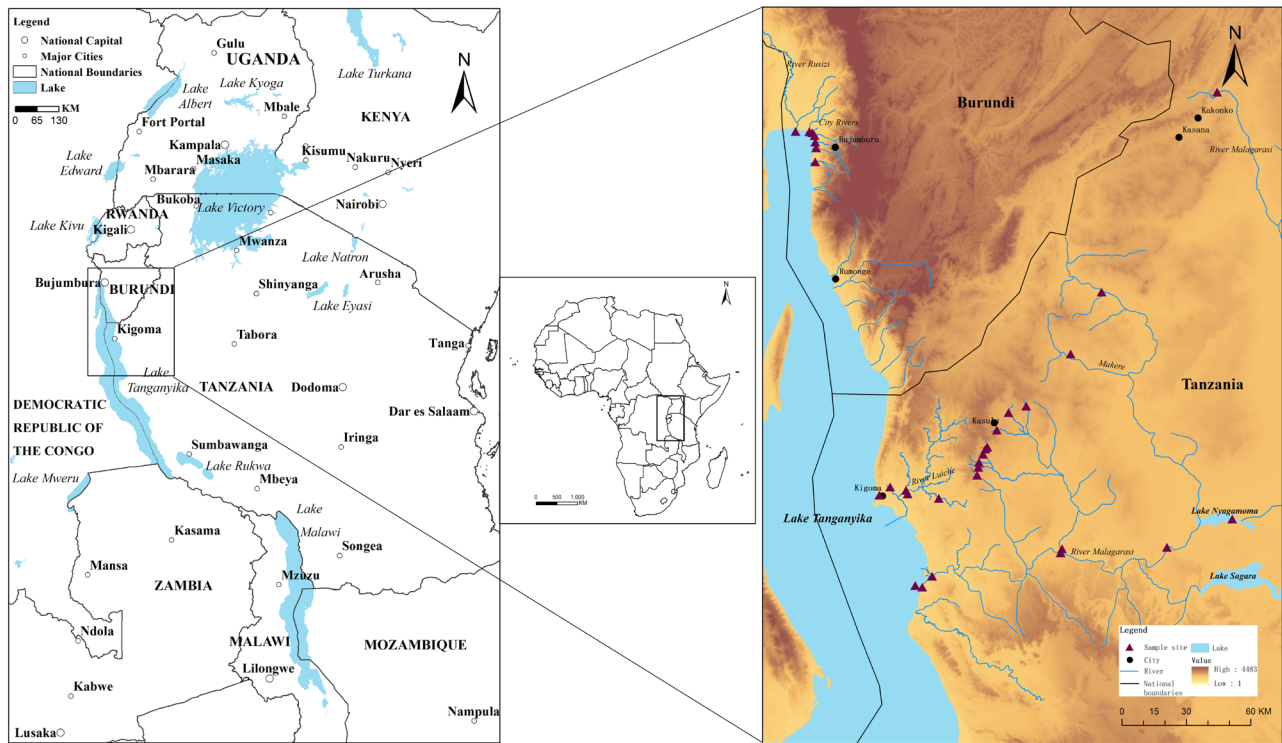 Legend
National Capital
Major Cities
National Boundaries
Lake
KM
0 65 130
Gulu
UGANDA
Lake Kyoga
Lake Turkana
N
Lake
Albert
Mbale
Fort Portal
KENYA
Kampala
Masaka
Kisumu
Nakuru
Nyeri
Lake
Edward
Mbarara
Bukoba
Lake Victory
Nairobi
RWANDA
Lake Kivu
Kigali
Mwanza
Lake Natron
Arusha
Bujumbura
BURUNDI
Shinyanga
Lake Eyasi
Kigoma
Tabora
Tanga
Lake
Tanganyika
TANZANIA
Dodoma
DEMOCRATIC
REPUBLIC OF
THE CONGO
Dar es Salaam
Sumbawanga
Iringa
Lake Rukwa
Lake Mweru
Mbeya
Lake
Malawi
Kasama
Songea
Mansa
ZAMBIA
Mzuzu
Ndola
MALAWI
MOZAMBIQUE
Lilongwe
Kabwe
Nampula
Lusaka
N
0 500 1,000
KM
N
River Rusizi
Burundi
Kakonko
City Rivers
Bujumbura
Kasana
River Malagarasi
Rumonge
Makere
Tanzania
Kasulu
River Luiche
Kigoma
Lake Tanganyika
Lake Nyagamoma
River Malagarasi
Lake Sagara
Legend
Sample site
Lake
City
Value
River
High : 4483
National
boundaries
Low : 1
0 15 30 60 KM